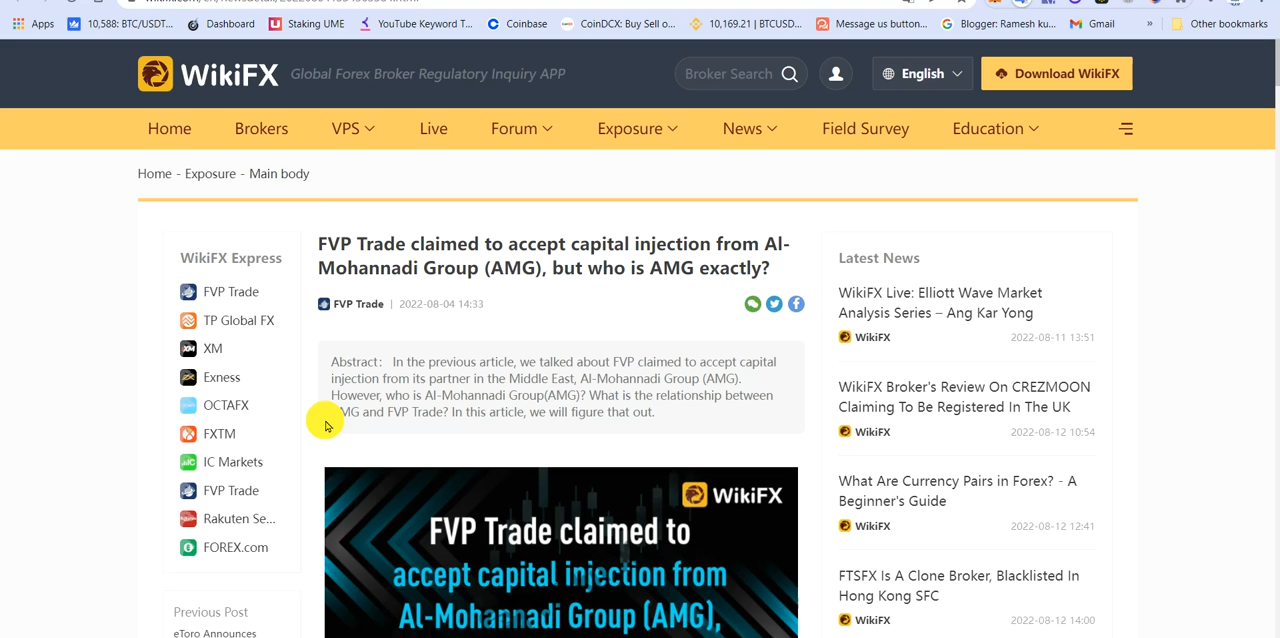 Apps
10,588: BTC/USDT...
Dashboard
Staking UME
YouTube Keyword T...
Coinbase
CoinDCX: Buy Sell o...
10,169.21 | BTCUSD...
Message us button...
Blogger: Ramesh ku...
Gmail
»
Other bookmarks
WikiFX
Global Forex Broker Regulatory Inquiry APP
Broker Search
English
Download WikiFX
Home
Brokers
VPS
Live
Forum
Exposure
News
Field Survey
Education
Home - Exposure - Main body
WikiFX Express
FVP Trade
TP Global FX
XM
Exness
OCTAFX
FXTM
IC Markets
FVP Trade
Rakuten Se...
FOREX.com
Previous Post
eToro Announces
FVP Trade claimed to accept capital injection from Al-
Mohannadi Group (AMG), but who is AMG exactly?
FVP Trade | 2022-08-04 14:33
Abstract: In the previous article, we talked about FVP claimed to accept capital
injection from its partner in the Middle East, Al-Mohannadi Group (AMG).
However, who is Al-Mohannadi Group(AMG)? What is the relationship between
AMG and FVP Trade? In this article, we will figure that out.
WikiFX
FVP Trade claimed to
accept capital injection from
Al-Mohannadi Group (AMG),
Latest News
WikiFX Live: Elliott Wave Market
Analysis Series – Ang Kar Yong
WikiFX 2022-08-11 13:51
WikiFX Broker's Review On CREZMOON
Claiming To Be Registered In The UK
WikiFX 2022-08-12 10:54
What Are Currency Pairs in Forex? - A
Beginner's Guide
WikiFX 2022-08-12 12:41
FTSFX Is A Clone Broker, Blacklisted In
Hong Kong SFC
WikiFX 2022-08-12 14:00